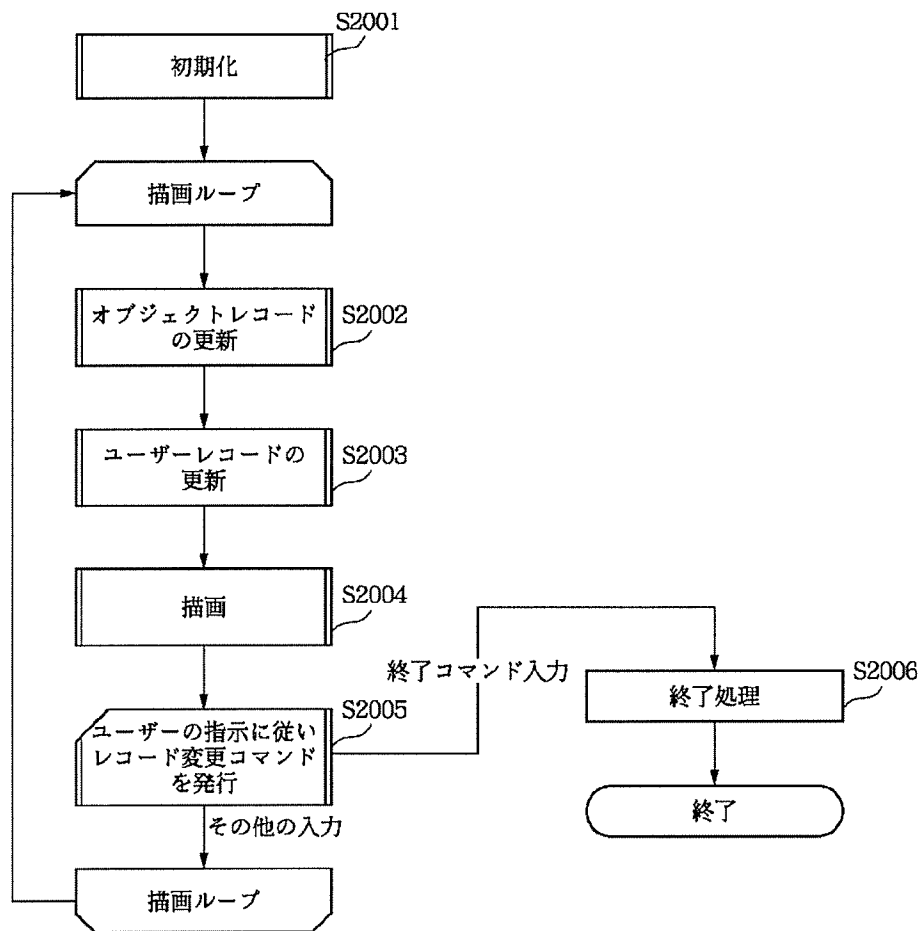 S2001
初期化
描画ループ
オブジェクトレコード
の更新
S2002
ユーザーレコードの
更新
S2003
描画
S2004
終了コマンド入力
終了処理
S2006
ユーザーの指示に従い
レコード変更コマンド
を発行
S2005
その他の入力
終了
描画ループ